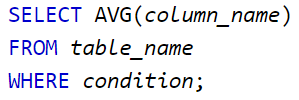 SELECT AVG(column_name)
FROM table_name
WHERE condition;